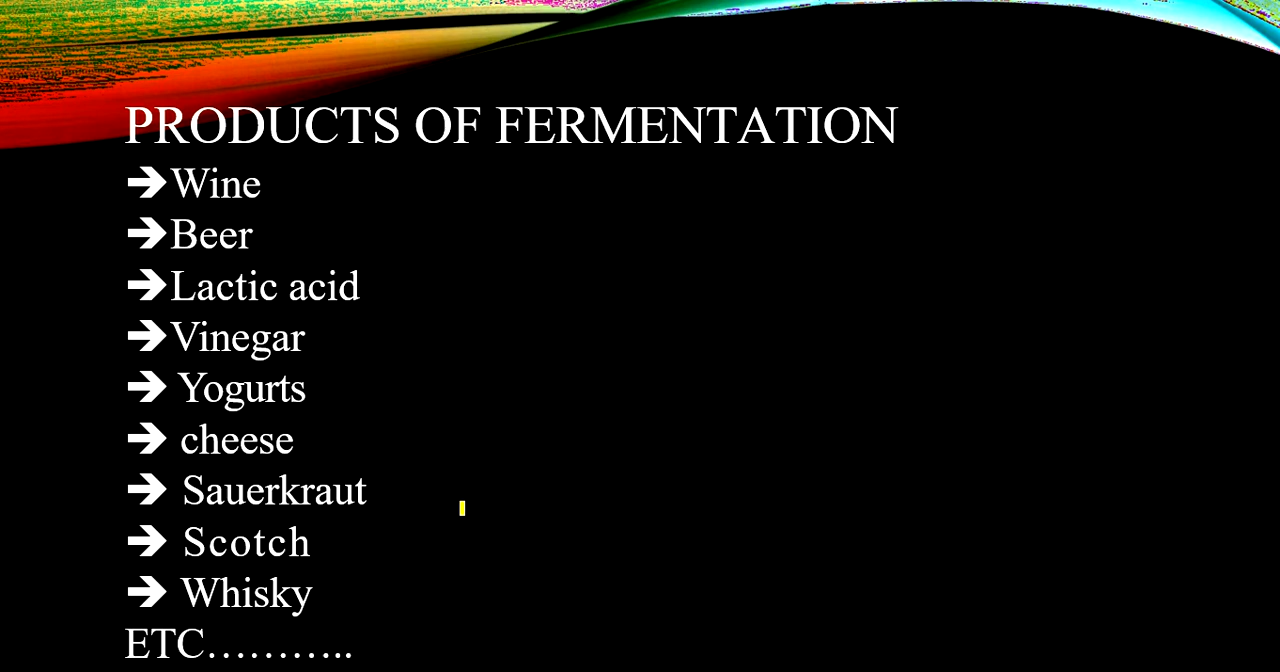 PRODUCTS OF FERMENTATION
➔Wine
➔Beer
➔Lactic acid
➔Vinegar
➔ Yogurts
➔ cheese
➔ Sauerkraut
➔ Scotch
➔ Whisky
ETC………..